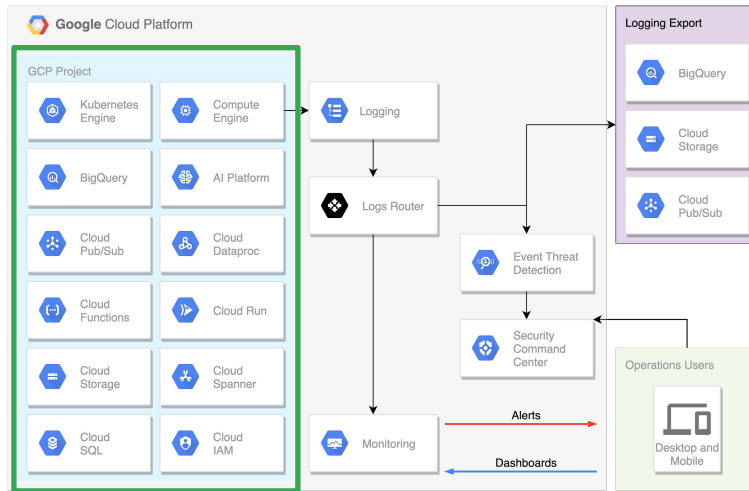 Google Cloud Platform
GCP Project
Kubernetes
Engine
Compute
Engine
BigQuery
AI Platform
Cloud
Pub/Sub
Cloud
Dataproc
Cloud
Functions
Cloud Run
Cloud
Storage
Cloud
Spanner
Cloud
SQL
Cloud
IAM
Logging
Logs Router
Monitoring
Event Threat
Detection
Security
Command
Center
Alerts
Dashboards
Logging Export
BigQuery
Cloud
Storage
Cloud
Pub/Sub
Operations Users
Desktop and
Mobile